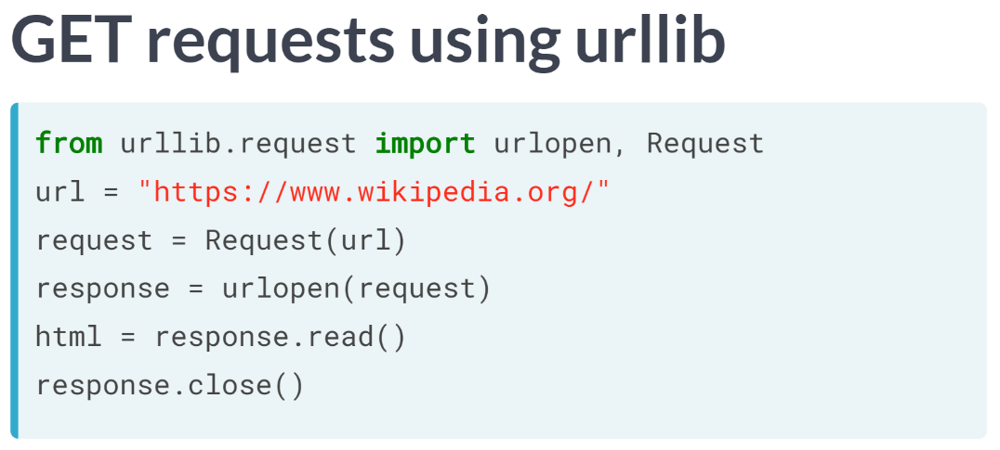 GET requests using urllib
from urllib.request import urlopen, Request
url = "https://www.wikipedia.org/"
request = Request(url)
response = urlopen(request)
html = response.read()
response.close()